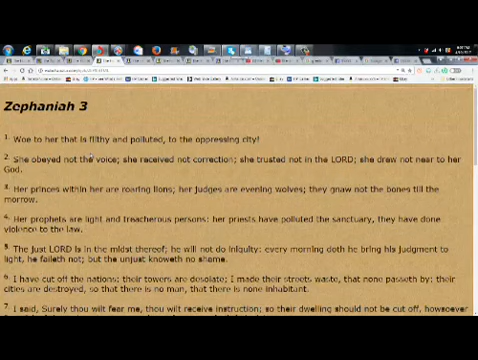 Zephaniah 3
1. Woe to her that is filthy and polluted, to the oppressing city!
2. She obeyed not the voice; she received not correction; she trusted not in the LORD; she drew not near to her
God.
3. Her princes within her are roaring lions; her judges are evening wolves; they gnaw not the bones till the
morrow.
4. Her prophets are light and treacherous persons: her priests have polluted the sanctuary, they have done
violence to the law.
5. The just LORD is in the midst thereof; he will not do iniquity: every morning doth he bring his judgment to
light, he faileth not; but the unjust knoweth no shame.
6. I have cut off the nations: their towers are desolate; I made their streets waste, that none passeth by: their
cities are destroyed, so that there is no man, that there is none inhabitant.
7. I said, Surely thou wilt fear me, thou wilt receive instruction; so their dwelling should not be cut off, howsoever